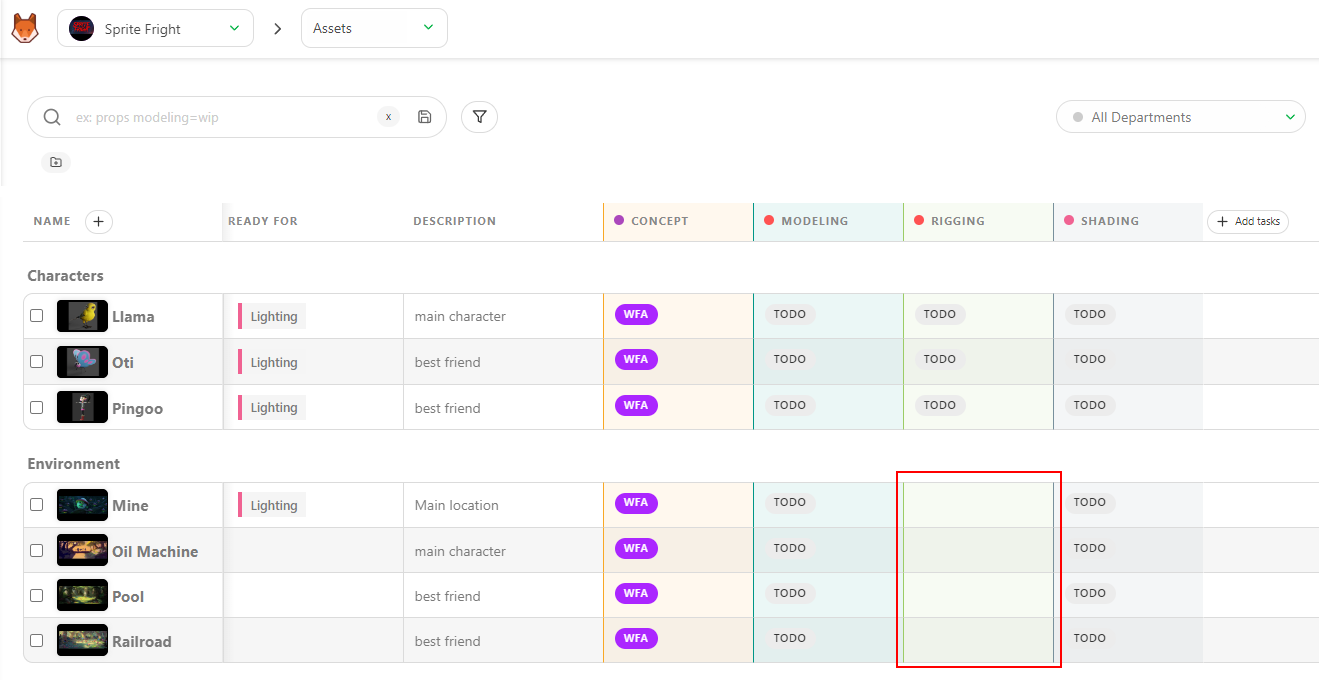 Sprite Fright Assets
ex: props modeling=wip x All Departments
NAME + READY FOR DESCRIPTION CONCEPT MODELING RIGGING SHADING + Add tasks
Characters
Llama Lighting main character WFA TODO TODO TODO
Oti Lighting best friend WFA TODO TODO TODO
Pingoo Lighting best friend WFA TODO TODO TODO
Environment
Mine Lighting Main location WFA TODO TODO
Oil Machine main character WFA TODO TODO
Pool best friend WFA TODO TODO
Railroad best friend WFA TODO TODO